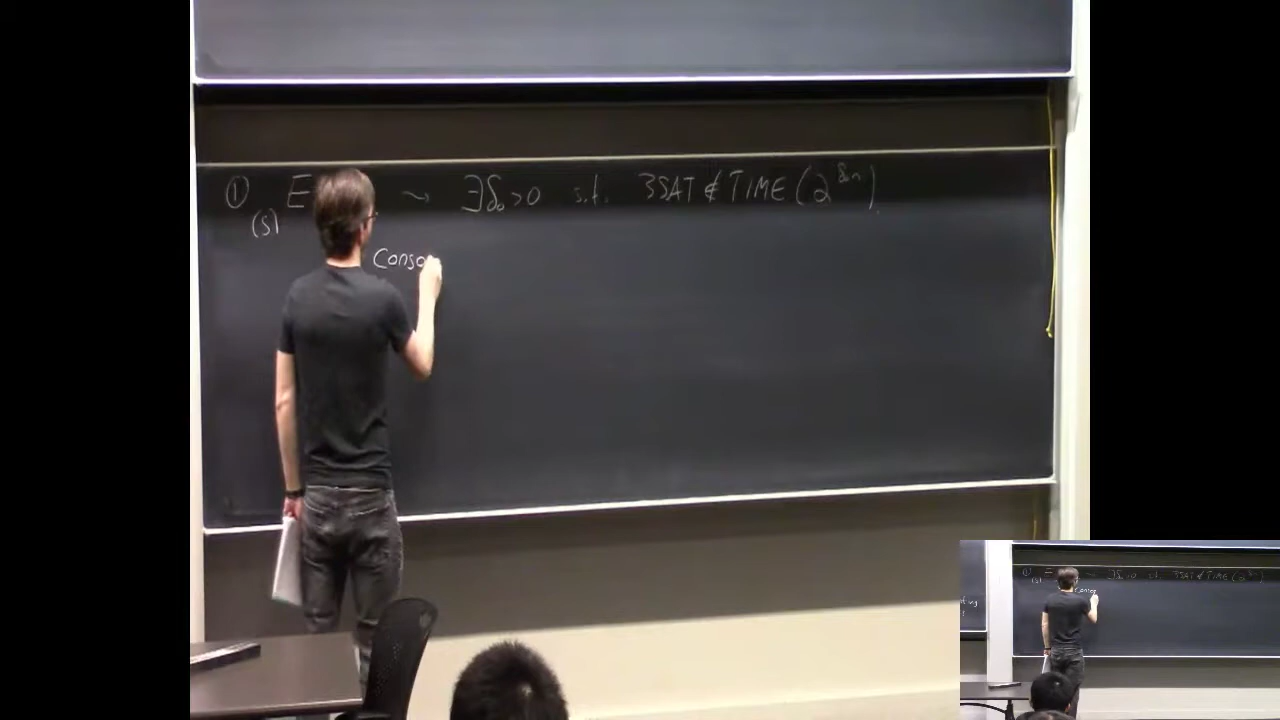 ① E ⇝ ∃δ₀>0 s.t. 3SAT ∉ TIME(2^{δ₀n}).
(S)
Conse